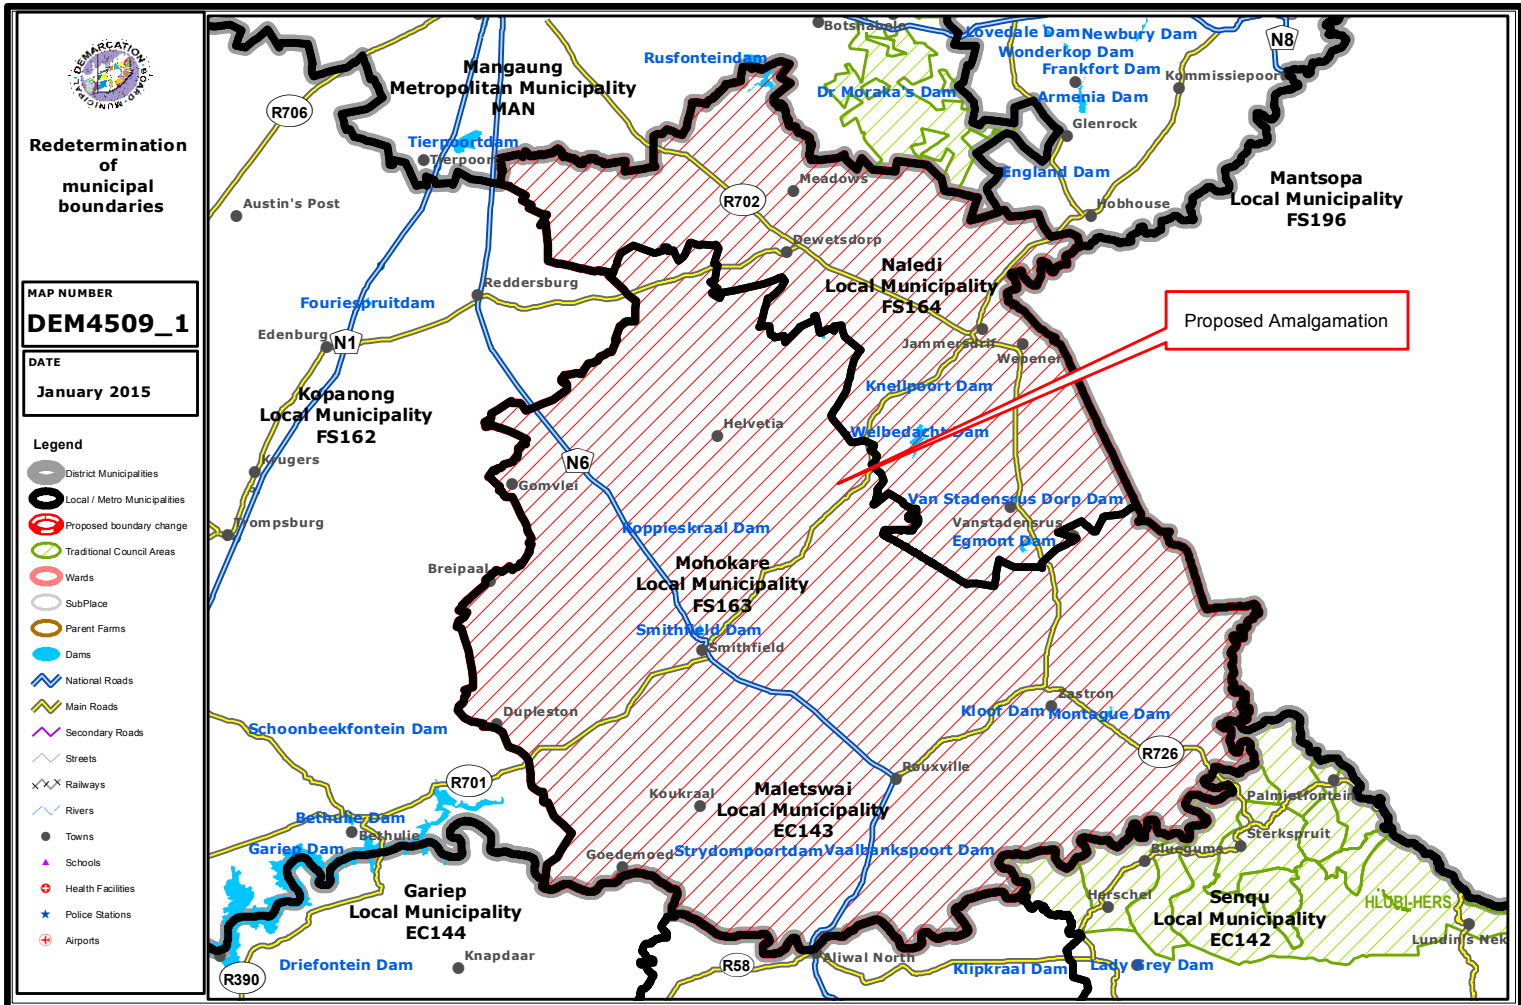 DEMARCATION BOARD MUNICIPAL
Redetermination
of
municipal
boundaries
MAP NUMBER
DEM4509_1
DATE
January 2015
Legend
District Municipalities
Local / Metro Municipalities
Proposed boundary change
Traditional Council Areas
Wards
SubPlace
Parent Farms
Dams
National Roads
Main Roads
Secondary Roads
Streets
Railways
Rivers
Towns
Schools
Health Facilities
Police Stations
Airports
Botshabelo
Lovedale Dam
Newbury Dam
N8
Wonderkop Dam
Rusfonteindam
Mangaung
Metropolitan Municipality
MAN
Frankfort Dam
Kommissiepoort
Dr Moraka's Dam
Armenia Dam
R706
Glenrock
Tierpoortdam
Tierpoort
England Dam
Meadows
Mantsopa
Local Municipality
FS196
R702
Austin's Post
Hobhouse
Dewetsdorp
Naledi
Local Municipality
FS164
Reddersburg
Fouriespruitdam
Proposed Amalgamation
Edenburg
N1
Jammersdrif
Wepener
Kopanong
Local Municipality
FS162
Knellpoort Dam
Helvetia
Welbedacht Dam
Krugers
N6
Gomvlei
Van Stadensrus Dorp Dam
Trompsburg
Koppieskraal Dam
Vanstadensrus
Egmont Dam
Breipaal
Mohokare
Local Municipality
FS163
Smithfield Dam
Smithfield
Zastron
Dupleston
Kloof Dam
Montague Dam
Schoonbeekfontein Dam
R726
Rouxville
R701
Koukraal
Maletswai
Local Municipality
EC143
Palmietfontein
Bethulie Dam
Bethulie
Sterkspruit
Gariep Dam
Goedemoed
Strydompoortdam
Vaalbankspoort Dam
Bluegums
Gariep
Local Municipality
EC144
Herschel
Senqu
Local Municipality
EC142
HLUBI-HERS
Lundin's Nek
Knapdaar
Driefontein Dam
R390
R58
Aliwal North
Klipkraal Dam
Lady Grey Dam